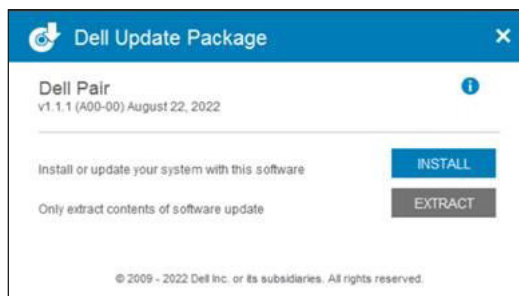 Dell Update Package
Dell Pair
v1.1.1 (A00-00) August 22, 2022
Install or update your system with this software
INSTALL
Only extract contents of software update
EXTRACT
© 2009 - 2022 Dell Inc. or its subsidiaries. All rights reserved.